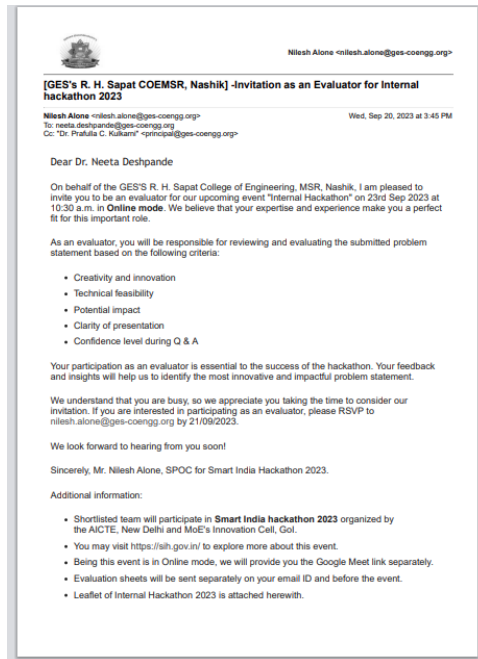 Nilesh Alone <nilesh.alone@ges-coengg.org>
[GES's R. H. Sapat COEMSR, Nashik] -Invitation as an Evaluator for Internal
hackathon 2023
Nilesh Alone <nilesh.alone@ges-coengg.org> Wed, Sep 20, 2023 at 3:45 PM
To: neeta.deshpande@ges-coengg.org
Cc: "Dr. Prafulla C. Kulkarni" <principal@ges-coengg.org>
Dear Dr. Neeta Deshpande
On behalf of the GES'S R. H. Sapat College of Engineering, MSR, Nashik, I am pleased to
invite you to be an evaluator for our upcoming event "Internal Hackathon" on 23rd Sep 2023 at
10:30 a.m. in Online mode. We believe that your expertise and experience make you a perfect
fit for this important role.
As an evaluator, you will be responsible for reviewing and evaluating the submitted problem
statement based on the following criteria:
• Creativity and innovation
• Technical feasibility
• Potential impact
• Clarity of presentation
• Confidence level during Q & A
Your participation as an evaluator is essential to the success of the hackathon. Your feedback
and insights will help us to identify the most innovative and impactful problem statement.
We understand that you are busy, so we appreciate you taking the time to consider our
invitation. If you are interested in participating as an evaluator, please RSVP to
nilesh.alone@ges-coengg.org by 21/09/2023.
We look forward to hearing from you soon!
Sincerely, Mr. Nilesh Alone, SPOC for Smart India Hackathon 2023.
Additional information:
• Shortlisted team will participate in Smart India hackathon 2023 organized by
the AICTE, New Delhi and MoE's Innovation Cell, GoI.
• You may visit https://sih.gov.in/ to explore more about this event.
• Being this event is in Online mode, we will provide you the Google Meet link separately.
• Evaluation sheets will be sent separately on your email ID and before the event.
• Leaflet of Internal Hackathon 2023 is attached herewith.